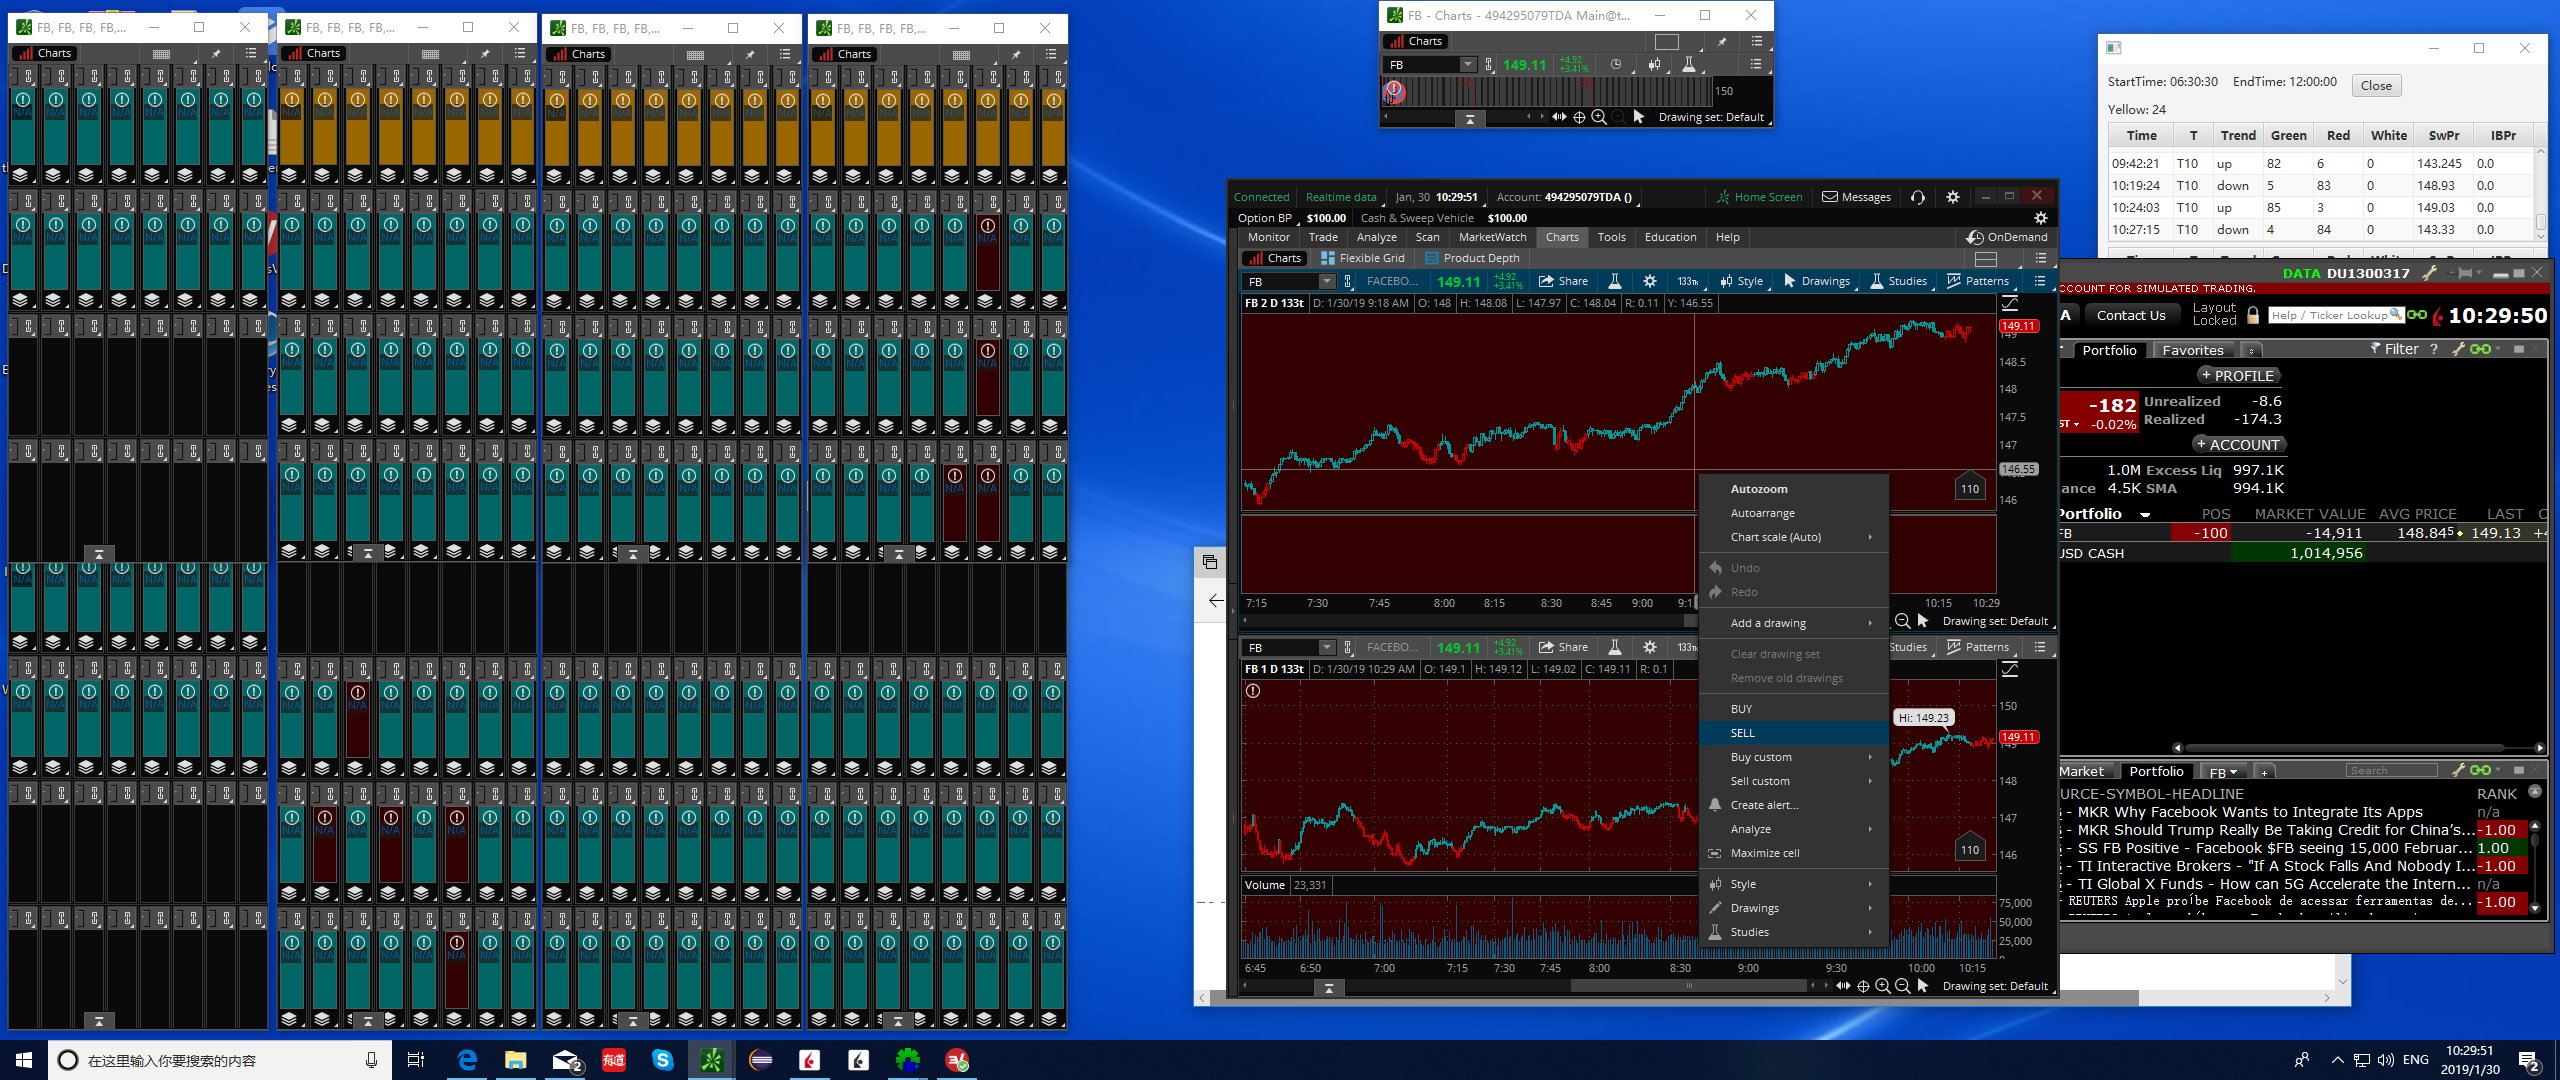 FB, FB, FB, FB,...
Charts
FB, FB, FB, FB,...
Charts
FB, FB, FB, FB,...
Charts
FB, FB, FB, FB,...
Charts
FB - Charts - 494295079TDA Main@t...
Charts
FB 149.11 +4.92 +3.41%
150
Drawing set: Default
StartTime: 06:30:30 EndTime: 12:00:00 Close
Yellow: 24
Time T Trend Green Red White SwPr IBPr
09:42:21 T10 up 82 6 0 143.245 0.0
10:19:24 T10 down 5 83 0 148.93 0.0
10:24:03 T10 up 85 3 0 149.03 0.0
10:27:15 T10 down 4 84 0 143.33 0.0
Connected Realtime data Jan, 30 10:29:51 Account: 494295079TDA () Home Screen Messages
Option BP $100.00 Cash & Sweep Vehicle $100.00
Monitor Trade Analyze Scan MarketWatch Charts Tools Education Help OnDemand
Charts Flexible Grid Product Depth
FB FACEBO... 149.11 +4.92 +3.41% Share Style Drawings Studies Patterns
FB 2 D 133t D: 1/30/19 9:18 AM O: 148 H: 148.08 L: 147.97 C: 148.04 R: 0.11 Y: 146.55
149.11
149
148.5
148
147.5
147
146.55
146
110
7:15 7:30 7:45 8:00 8:15 8:30 8:45 9:00 10:15 10:29
Drawing set: Default
Autozoom
Autoarrange
Chart scale (Auto)
Undo
Redo
Add a drawing
Clear drawing set
Remove old drawings
BUY
SELL
Buy custom
Sell custom
Create alert...
Analyze
Maximize cell
Style
Drawings
Studies
FB FACEBO... 149.11 +4.92 +3.41% Share Studies Patterns
FB 1 D 133t D: 1/30/19 10:29 AM O: 149.1 H: 149.12 L: 149.02 C: 149.11 R: 0.1
Hi: 149.23
150
149.11
148
147
146
110
Volume 23,331
75,000
50,000
25,000
6:45 6:50 7:00 7:15 7:30 7:45 8:00 8:30 9:00 9:30 10:00 10:15
Drawing set: Default
DATA DU1300317
CCOUNT FOR SIMULATED TRADING.
A Contact Us Layout Locked Help / Ticker Lookup 10:29:50
Portfolio Favorites Filter ?
+ PROFILE
-182 Unrealized -8.6
-0.02% Realized -174.3
+ ACCOUNT
1.0M Excess Liq 997.1K
ance 4.5K SMA 994.1K
Portfolio POS MARKET VALUE AVG PRICE LAST
FB -100 -14,911 148.845 149.13
USD CASH 1,014,956
Market Portfolio FB + Search
URCE-SYMBOL-HEADLINE RANK
- MKR Why Facebook Wants to Integrate Its Apps n/a
- MKR Should Trump Really Be Taking Credit for China's... -1.00
- SS FB Positive - Facebook $FB seeing 15,000 Februar... 1.00
- TI Interactive Brokers - "If A Stock Falls And Nobody I... -1.00
- TI Global X Funds - How can 5G Accelerate the Intern... n/a
- REUTERS Apple proíbe Facebook de acessar ferramentas de... -1.00
在这里输入你要搜索的内容
2
有道
ENG
10:29:51
2019/1/30
2